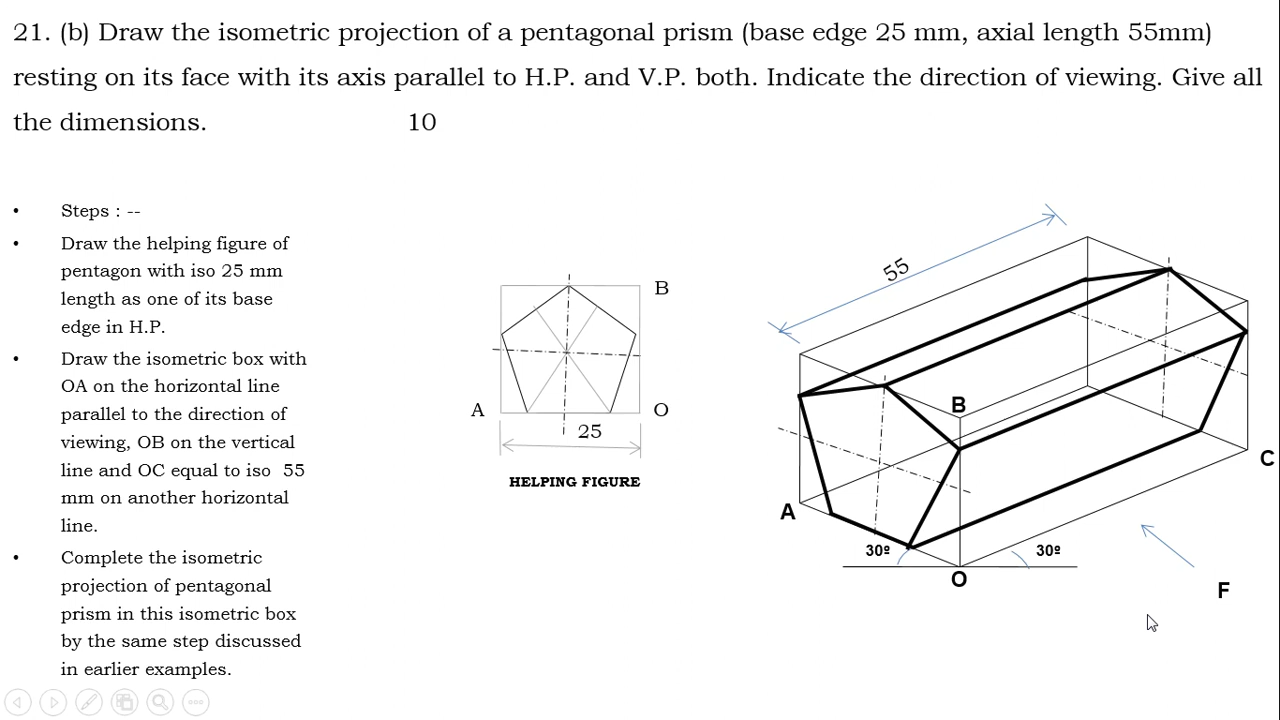 21. (b) Draw the isometric projection of a pentagonal prism (base edge 25 mm, axial length 55mm)
resting on its face with its axis parallel to H.P. and V.P. both. Indicate the direction of viewing. Give all
the dimensions. 10
• Steps : --
• Draw the helping figure of
pentagon with iso 25 mm
length as one of its base
edge in H.P.
• Draw the isometric box with
OA on the horizontal line
parallel to the direction of
viewing, OB on the vertical
line and OC equal to iso 55
mm on another horizontal
line.
• Complete the isometric
projection of pentagonal
prism in this isometric box
by the same step discussed
in earlier examples.
B
A
O
25
HELPING FIGURE
55
B
C
A
30º
30º
O
F